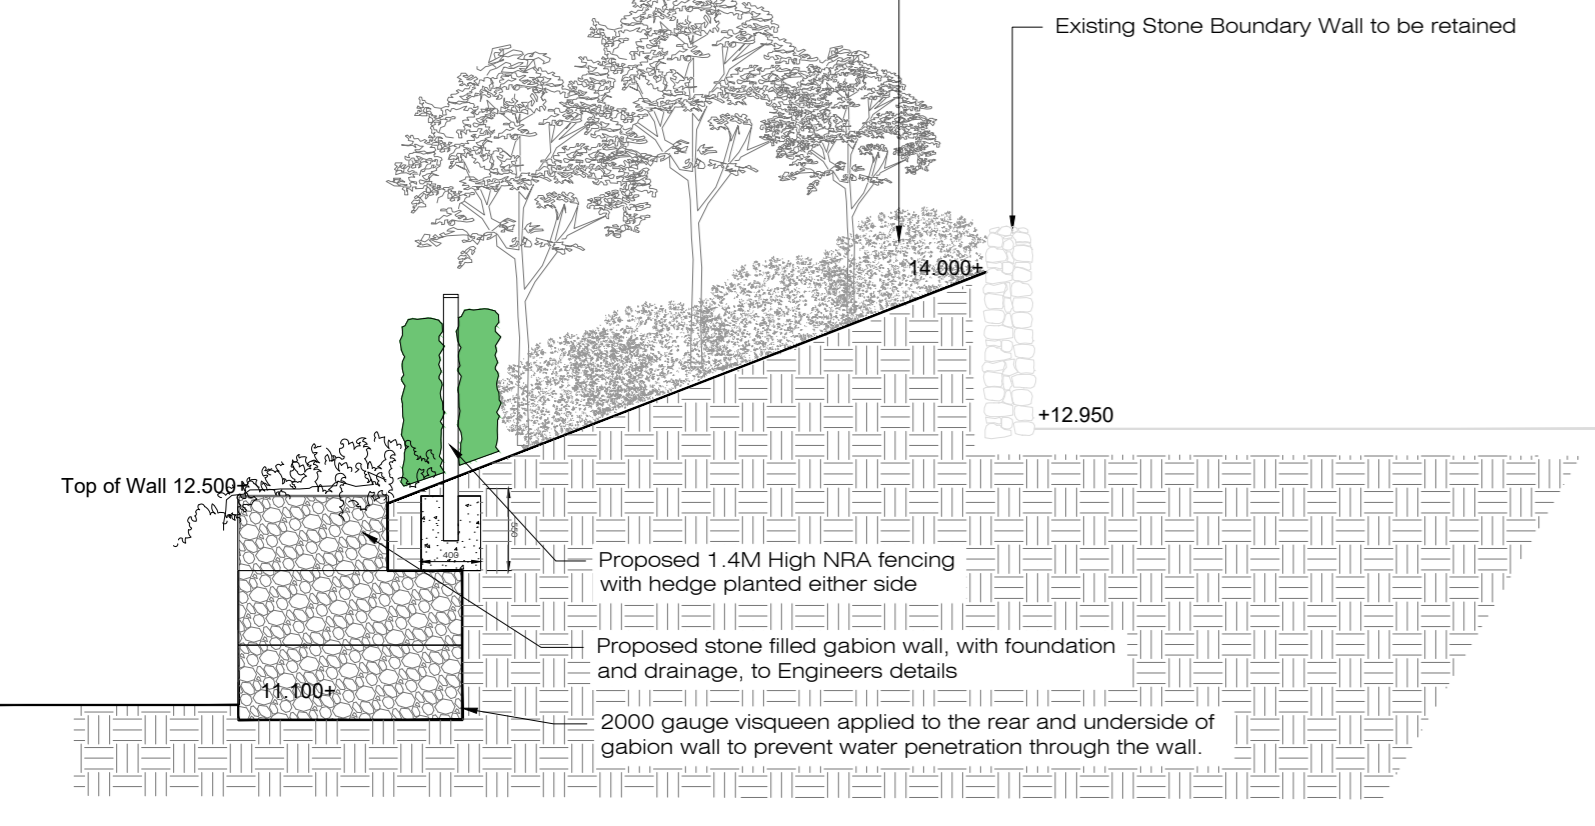 Existing Stone Boundary Wall to be retained
14.000+
+12.950
Top of Wall 12.500+
550
400
Proposed 1.4M High NRA fencing
with hedge planted either side
Proposed stone filled gabion wall, with foundation
and drainage, to Engineers details
11.100+
2000 gauge visqueen applied to the rear and underside of
gabion wall to prevent water penetration through the wall.